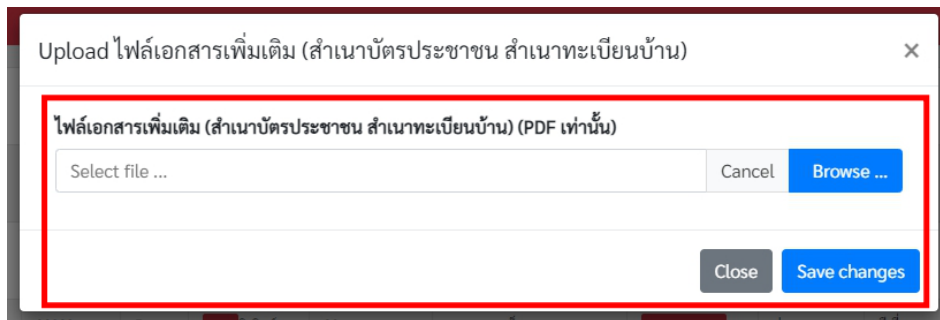 Upload ไฟล์เอกสารเพิ่มเติม (สำเนาบัตรประชาชน สำเนาทะเบียนบ้าน) ×
ไฟล์เอกสารเพิ่มเติม (สำเนาบัตรประชาชน สำเนาทะเบียนบ้าน) (PDF เท่านั้น)
Select file ... Cancel Browse ...
Close Save changes